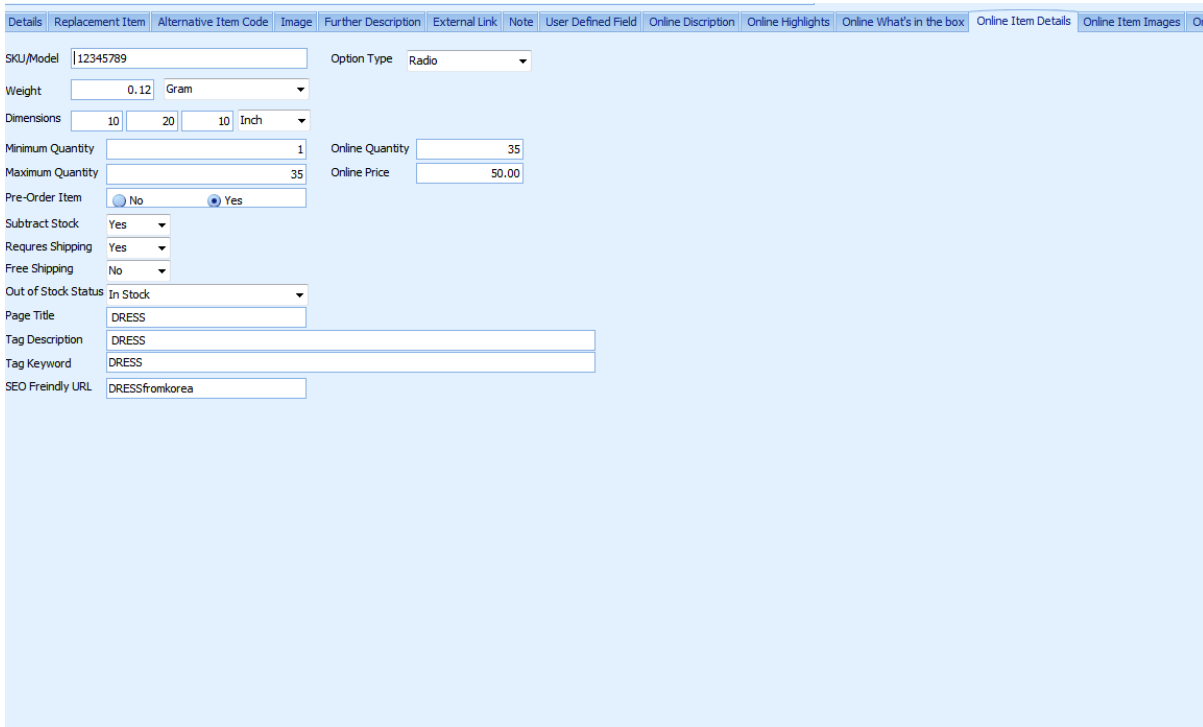 Details Replacement Item Alternative Item Code Image Further Description External Link Note User Defined Field Online Discription Online Highlights Online What's in the box Online Item Details Online Item Images
SKU/Model 12345789 Option Type Radio
Weight 0.12 Gram
Dimensions 10 20 10 Inch
Minimum Quantity 1 Online Quantity 35
Maximum Quantity 35 Online Price 50.00
Pre-Order Item No Yes
Subtract Stock Yes
Requres Shipping Yes
Free Shipping No
Out of Stock Status In Stock
Page Title DRESS
Tag Description DRESS
Tag Keyword DRESS
SEO Freindly URL DRESSfromkorea